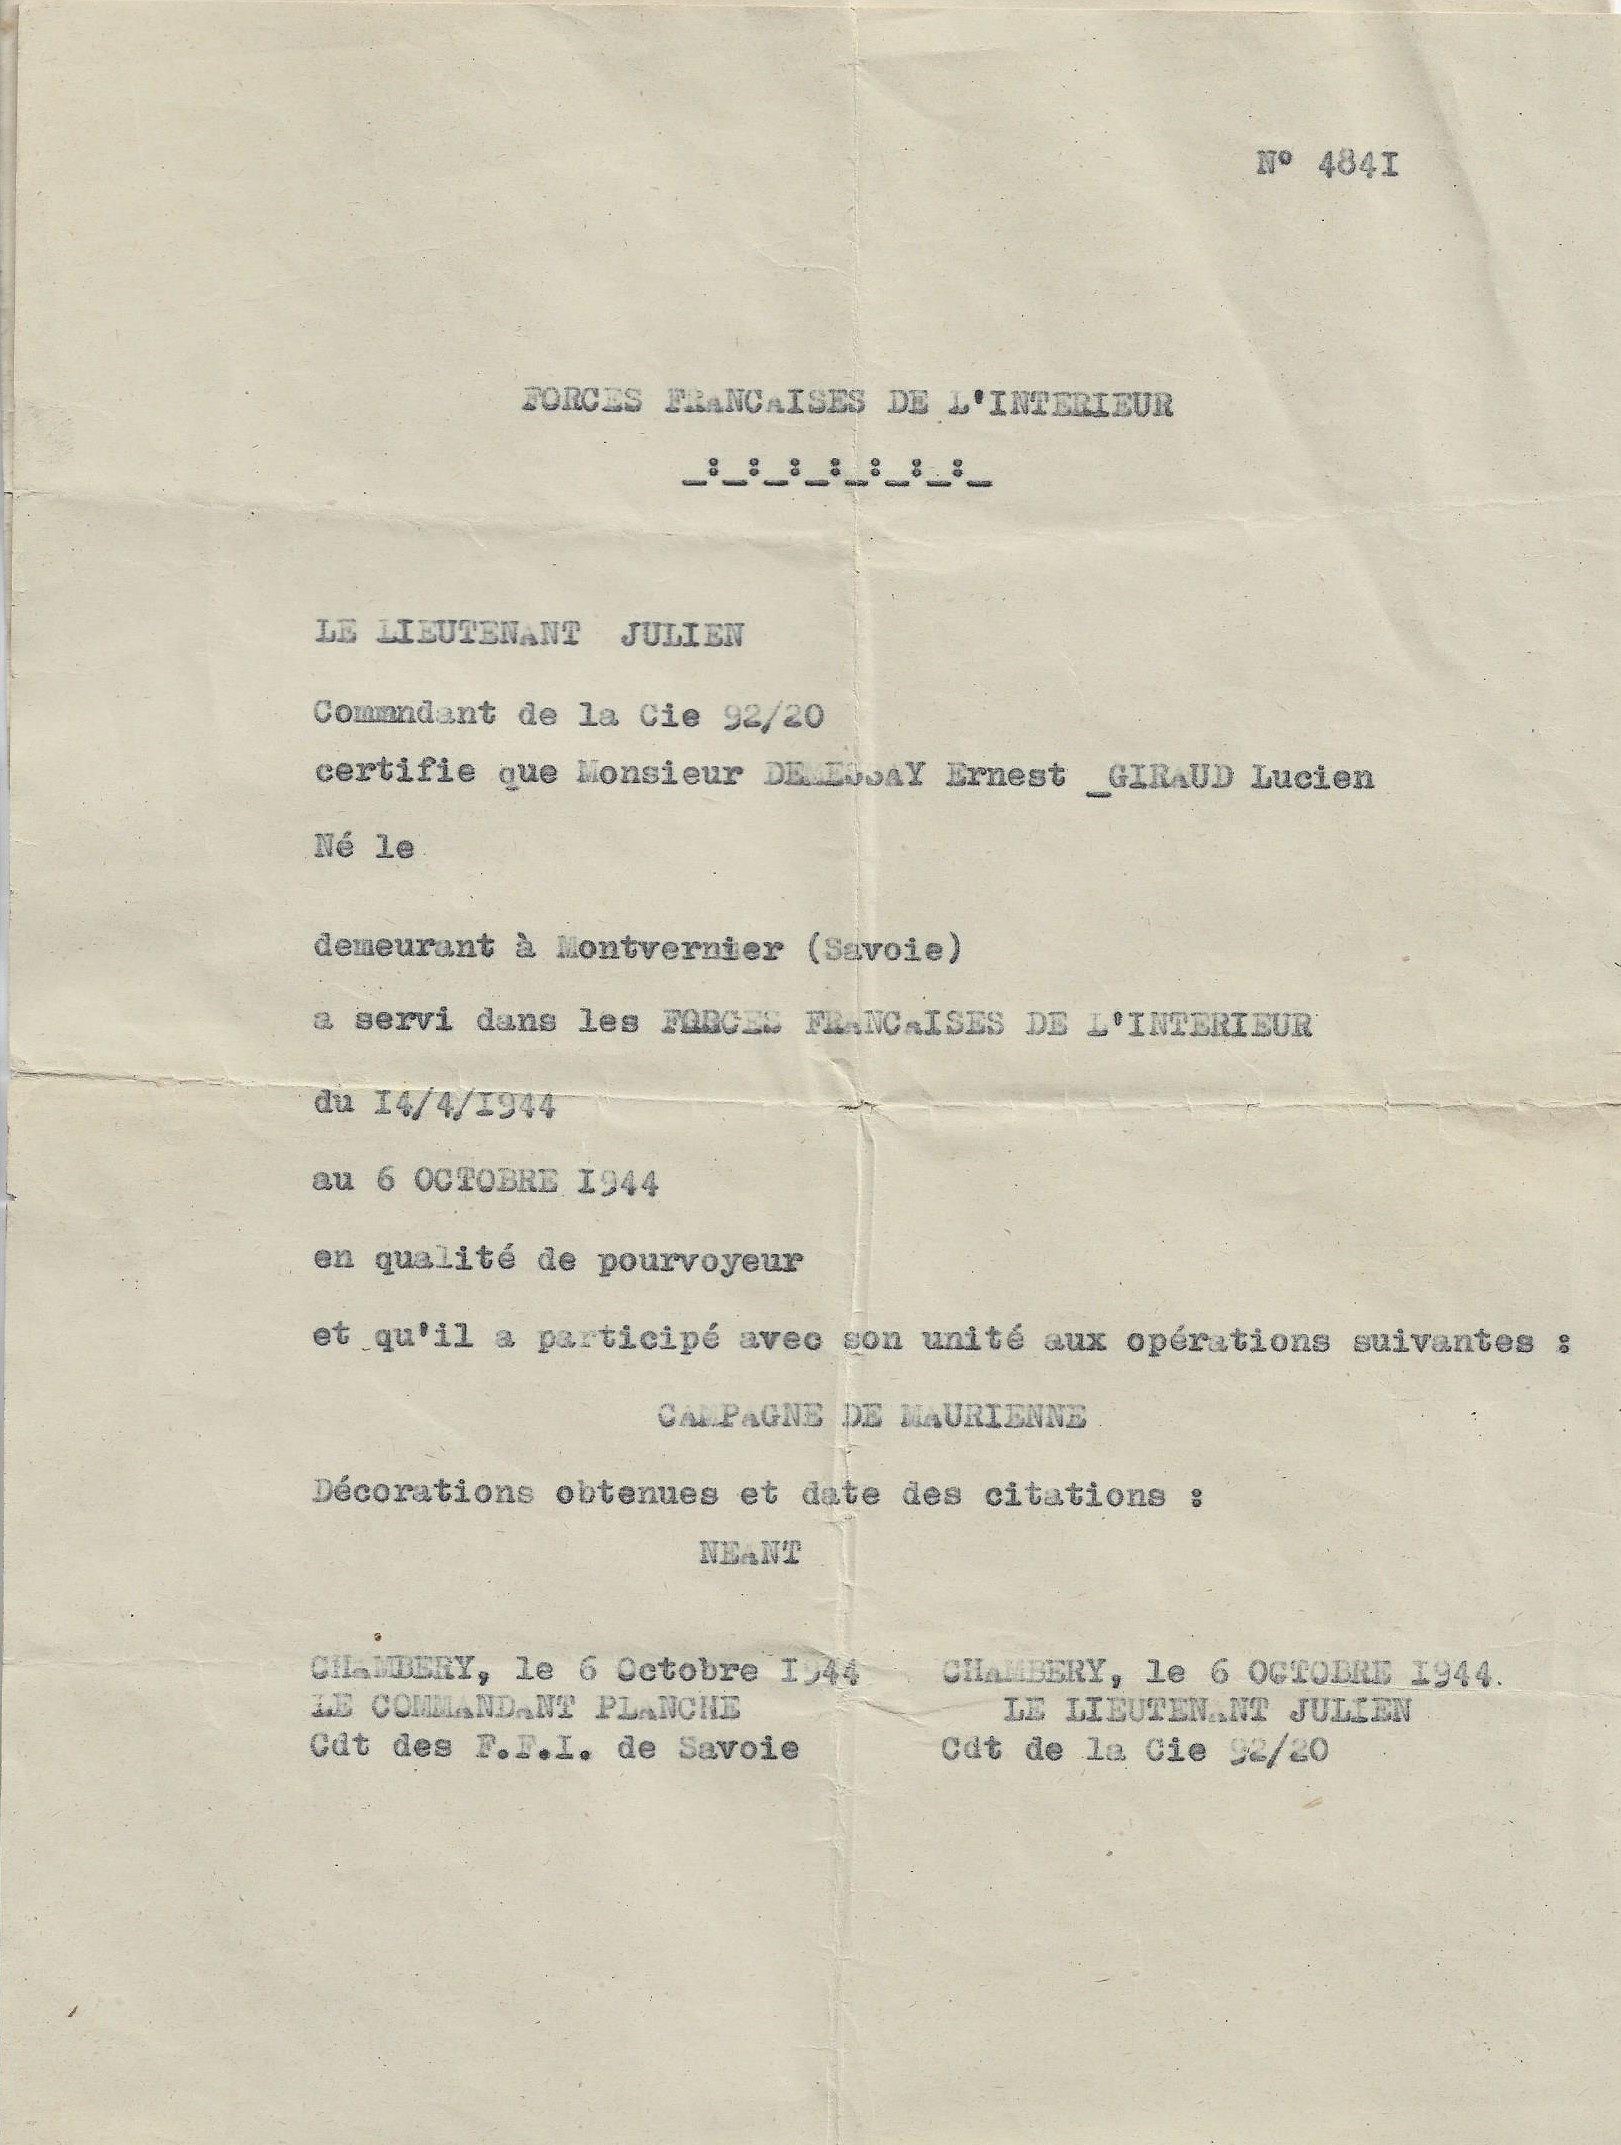 N° 484I
FORCES FRANCAISES DE L'INTERIEUR
_:_:_:_:_:_:_:_
LE LIEUTENANT JULIEN
Commndant de la Cie 92/20
certifie que Monsieur DEMESSAY Ernest _GIRAUD Lucien
Né le
demeurant à Montvernier (Savoie)
a servi dans les FORCES FRANCAISES DE L'INTERIEUR
du I4/4/I944
au 6 OCTOBRE I944
en qualité de pourvoyeur
et qu'il a participé avec son unité aux opérations suivantes :
CAMPAGNE DE MAURIENNE
Décorations obtenues et date des citations :
NEANT
CHAMBERY, le 6 Octobre I944
LE COMMANDANT PLANCHE
Cdt des F.F.I. de Savoie
CHAMBERY, le 6 OCTOBRE I944.
LE LIEUTENANT JULIEN
Cdt de la Cie 92/20